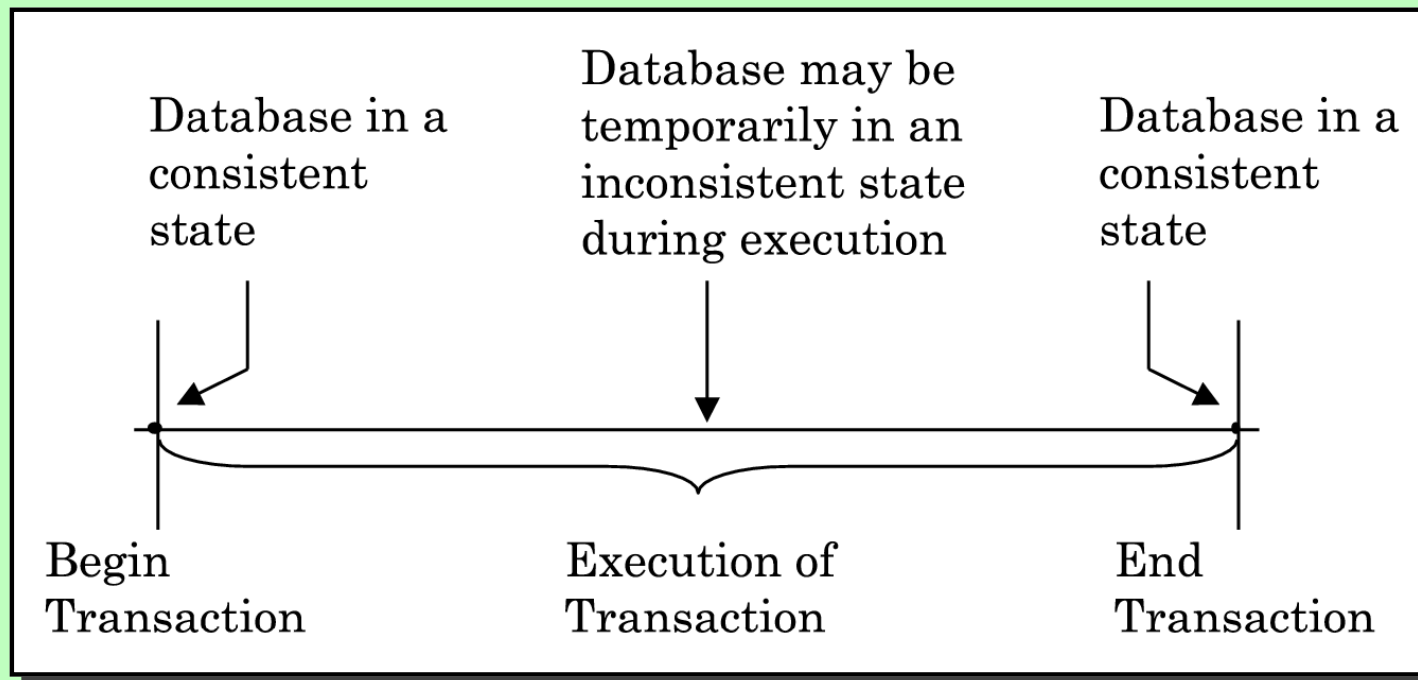 Database in a
consistent
state
Database may be
temporarily in an
inconsistent state
during execution
Database in a
consistent
state
Begin
Transaction
Execution of
Transaction
End
Transaction